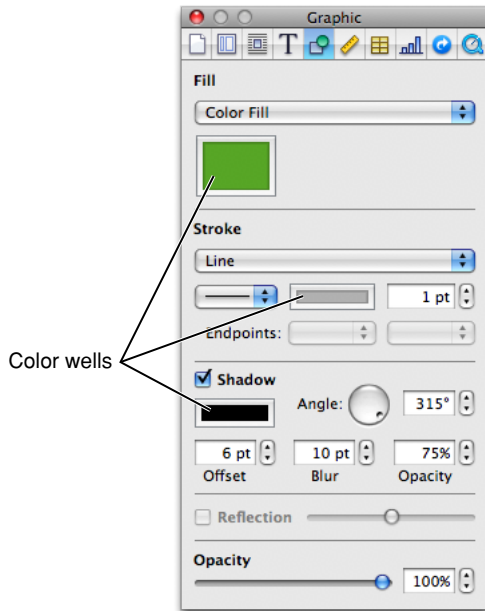 Graphic
T
Fill
Color Fill
Stroke
Line
1 pt
Endpoints:
Color wells
Shadow
Angle: 315°
6 pt 10 pt 75%
Offset Blur Opacity
Reflection
Opacity
100%